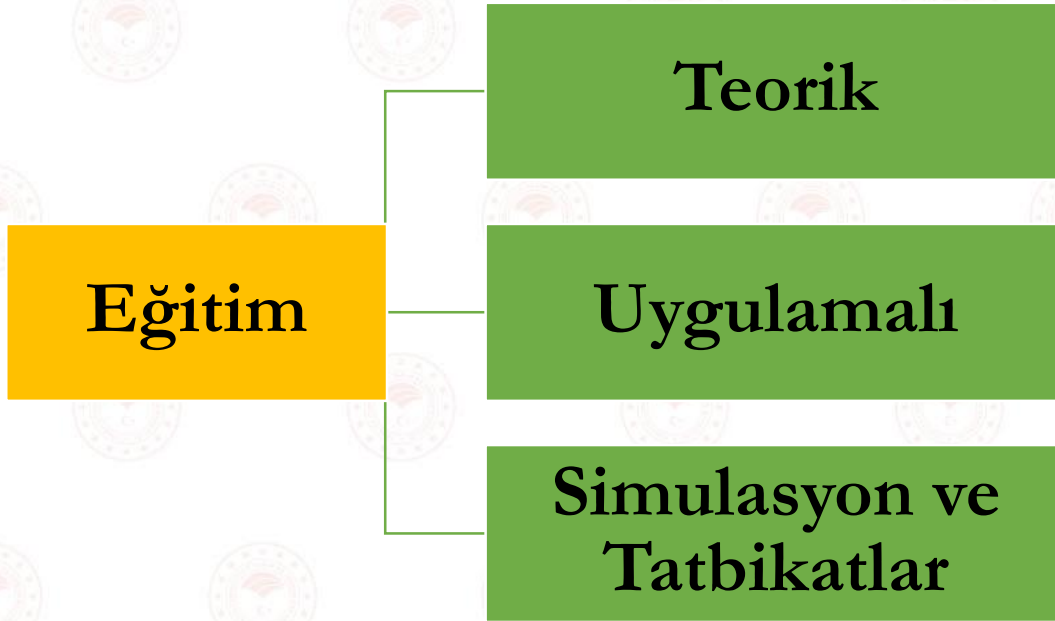 Teorik
Eğitim
Uygulamalı
Simulasyon ve
Tatbikatlar